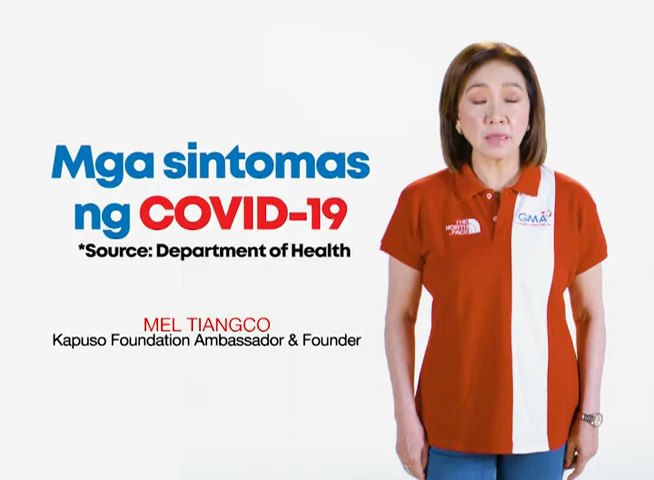 Mga sintomas
ng COVID-19
*Source: Department of Health
MEL TIANGCO
Kapuso Foundation Ambassador & Founder
THE
NORTH
FACE
GMA